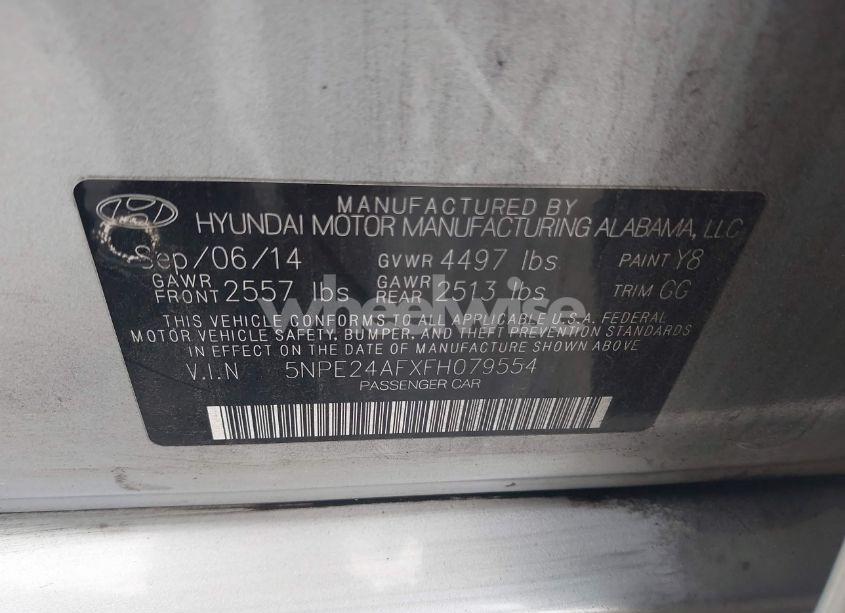 MANUFACTURED BY
HYUNDAI MOTOR MANUFACTURING ALABAMA, LLC
Sep/06/14 GVWR 4497 lbs PAINT Y8
GAWR FRONT 2557 lbs GAWR REAR 2513 lbs TRIM GG
wheelwise
THIS VEHICLE CONFORMS TO ALL APPLICABLE U.S.A. FEDERAL
MOTOR VEHICLE SAFETY, BUMPER, AND THEFT PREVENTION STANDARDS
IN EFFECT ON THE DATE OF MANUFACTURE SHOWN ABOVE
V.I.N 5NPE24AFXFH079554
PASSENGER CAR